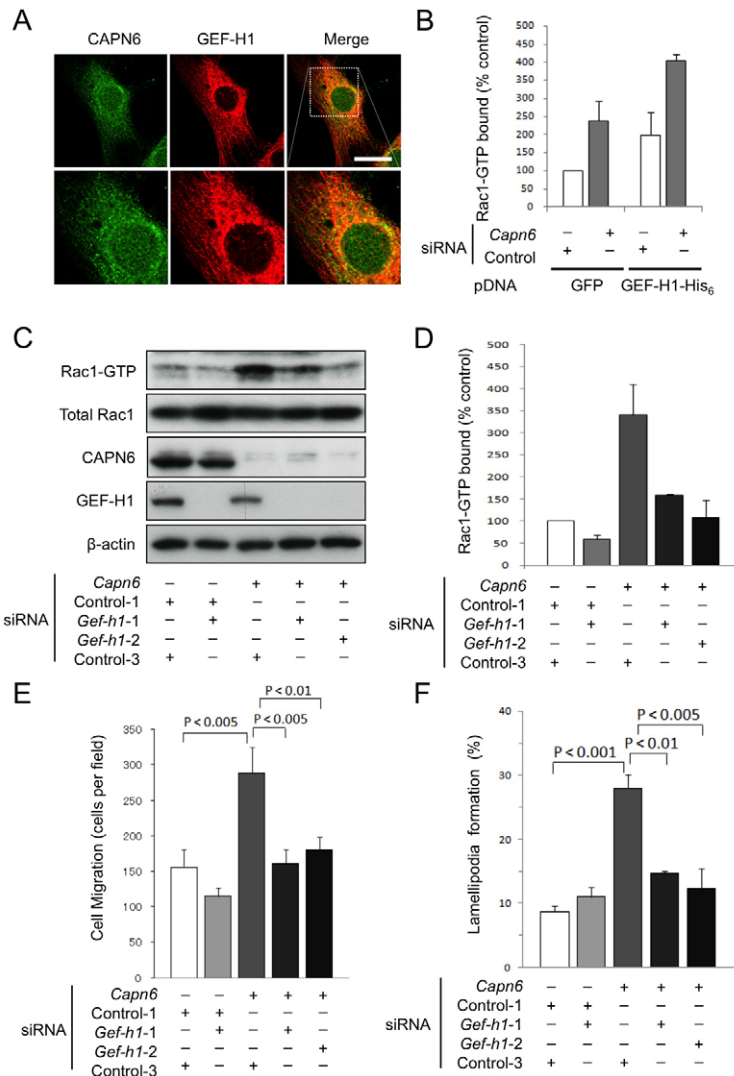 A
CAPN6 GEF-H1 Merge
B
Rac1-GTP bound (% control)
500
450
400
350
300
250
200
150
100
50
0
siRNA
Capn6 – + – +
Control + – + –
pDNA GFP GEF-H1-His6
C
Rac1-GTP
Total Rac1
CAPN6
GEF-H1
β-actin
siRNA
Capn6 – – + + +
Control-1 + + – – –
Gef-h1-1 – + – + –
Gef-h1-2 – – – – +
Control-3 + – + – –
D
Rac1-GTP bound (% control)
500
450
400
350
300
250
200
150
100
50
0
siRNA
Capn6 – – + + +
Control-1 + + – – –
Gef-h1-1 – + – + –
Gef-h1-2 – – – – +
Control-3 + – + – –
E
Cell Migration (cells per field)
350
300
250
200
150
100
50
0
P < 0.01
P < 0.005
P < 0.005
siRNA
Capn6 – – + + +
Control-1 + + – – –
Gef-h1-1 – + – + –
Gef-h1-2 – – – – +
Control-3 + – + – –
F
Lamellipodia formation (%)
40
30
20
10
0
P < 0.005
P < 0.001
P < 0.01
siRNA
Capn6 – – + + +
Control-1 + + – – –
Gef-h1-1 – + – + –
Gef-h1-2 – – – – +
Control-3 + – + – –